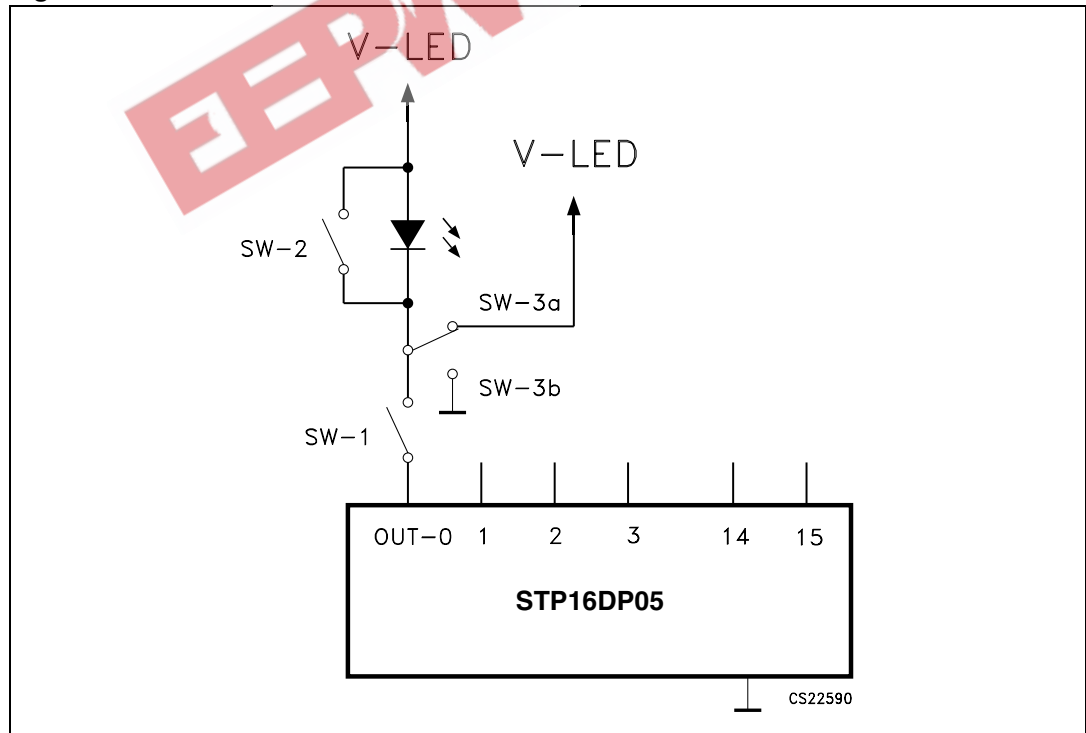 EEPW
V-LED
V-LED
SW-2
SW-3a
SW-3b
SW-1
OUT-0 1 2 3 14 15
STP16DP05
CS22590